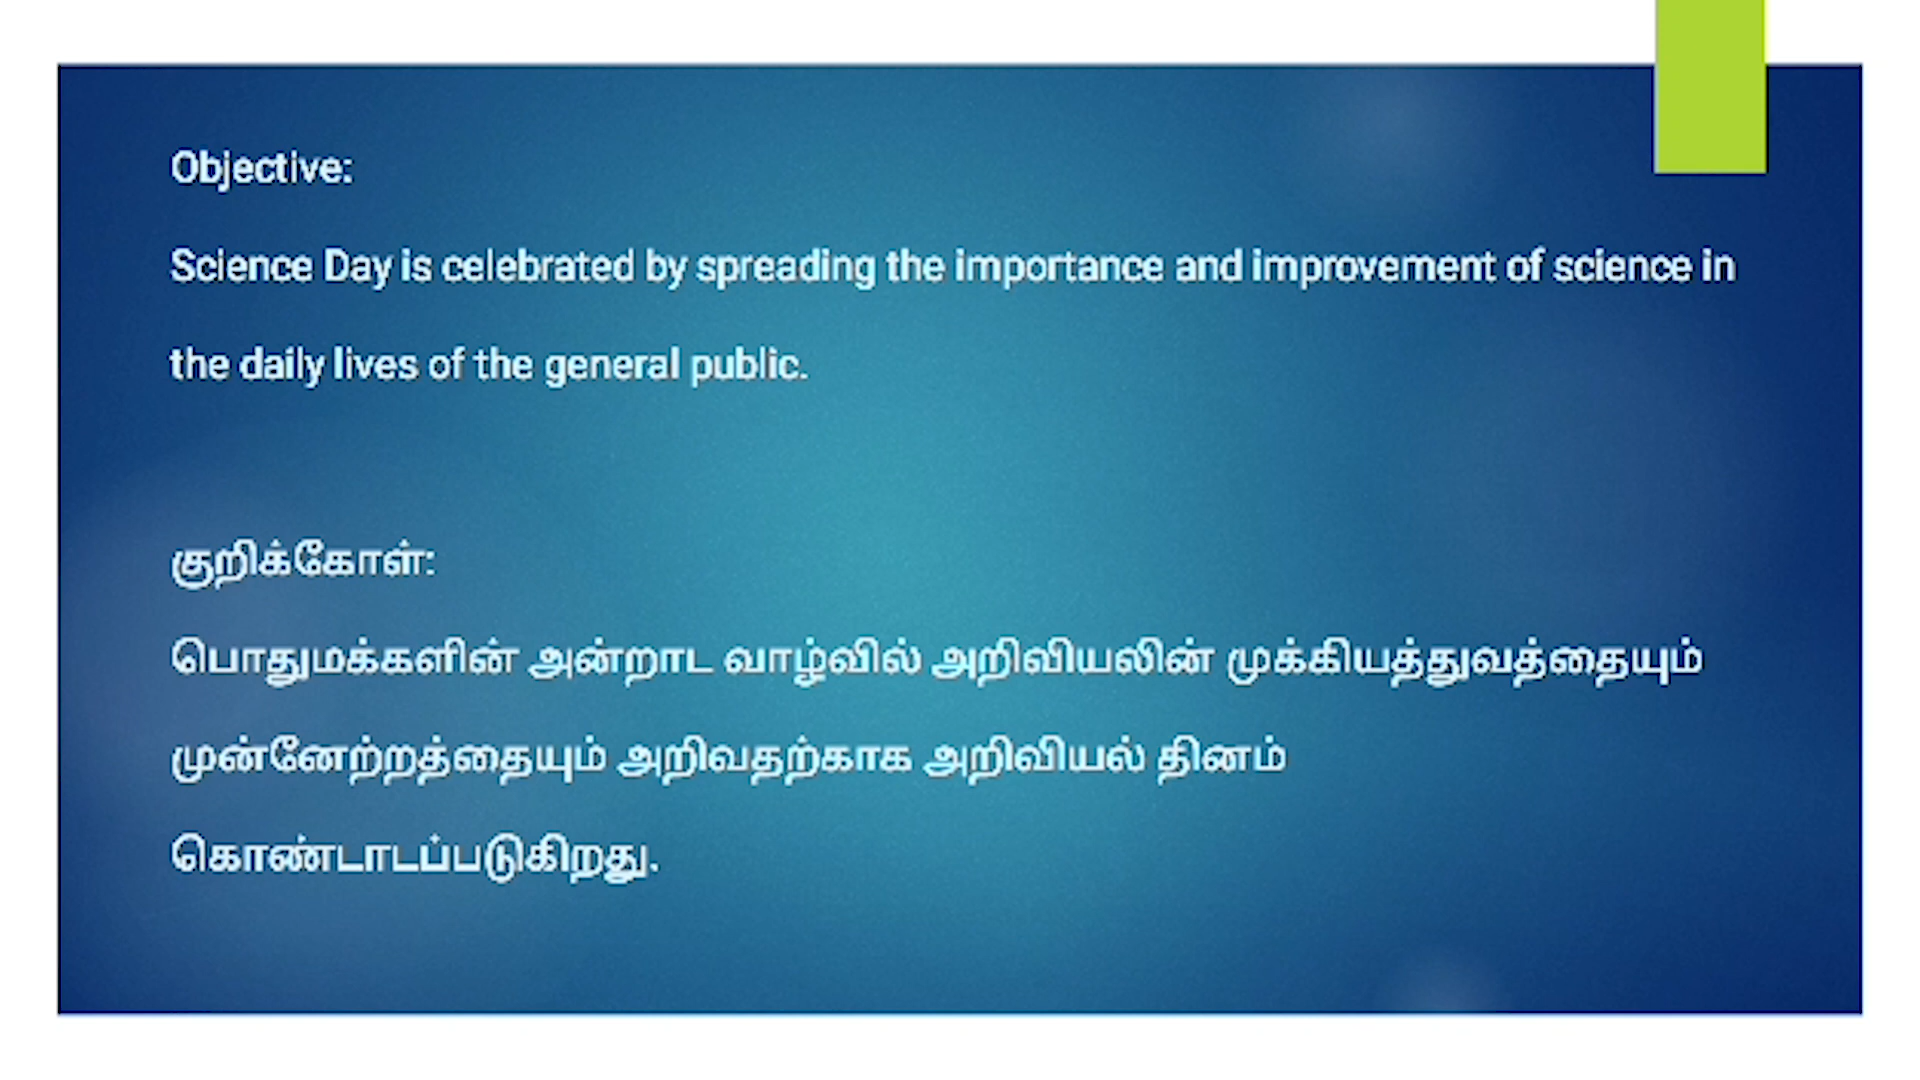 Objective:
Science Day is celebrated by spreading the importance and improvement of science in
the daily lives of the general public.
குறிக்கோள்:
பொதுமக்களின் அன்றாட வாழ்வில் அறிவியலின் முக்கியத்துவத்தையும்
முன்னேற்றத்தையும் அறிவதற்காக அறிவியல் தினம்
கொண்டாடப்படுகிறது.